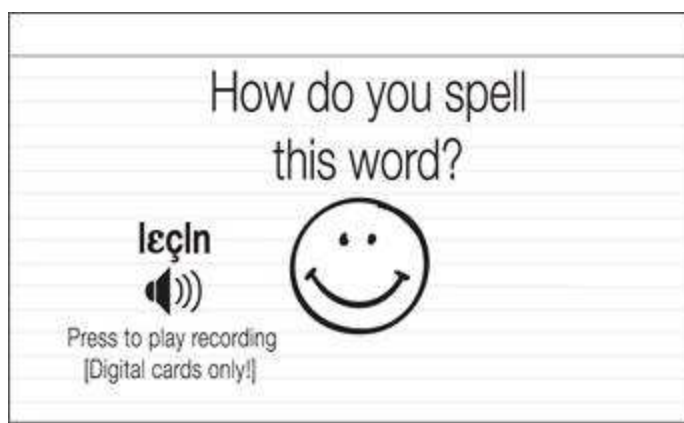 How do you spell
this word?
lɛçln
Press to play recording
[Digital cards only!]